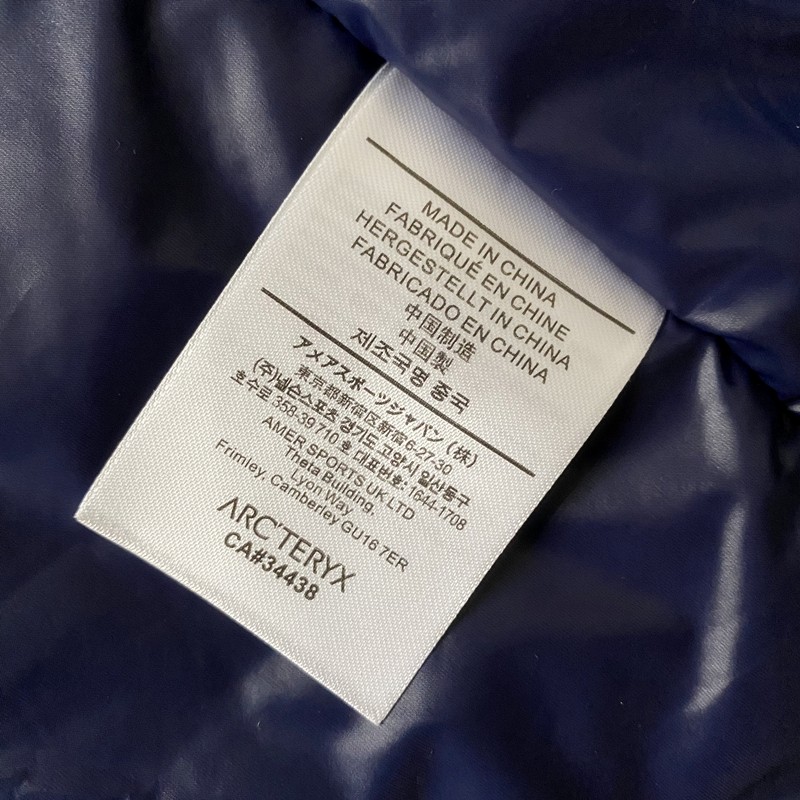 MADE IN CHINA
FABRIQUÉ EN CHINE
HERGESTELLT IN CHINA
FABRICADO EN CHINA
中国制造
中国製
제조국명 중국
アメアスポーツジャパン（株）
東京都新宿区新宿6-27-30
(주)넬슨스포츠 경기도 고양시 일산동구
호수로 358-39 710 호 대표번호: 1644-1708
AMER SPORTS UK LTD
Theta Building.
Lyon Way
Frimley, Camberley GU16 7ER
ARC'TERYX
CA#34438